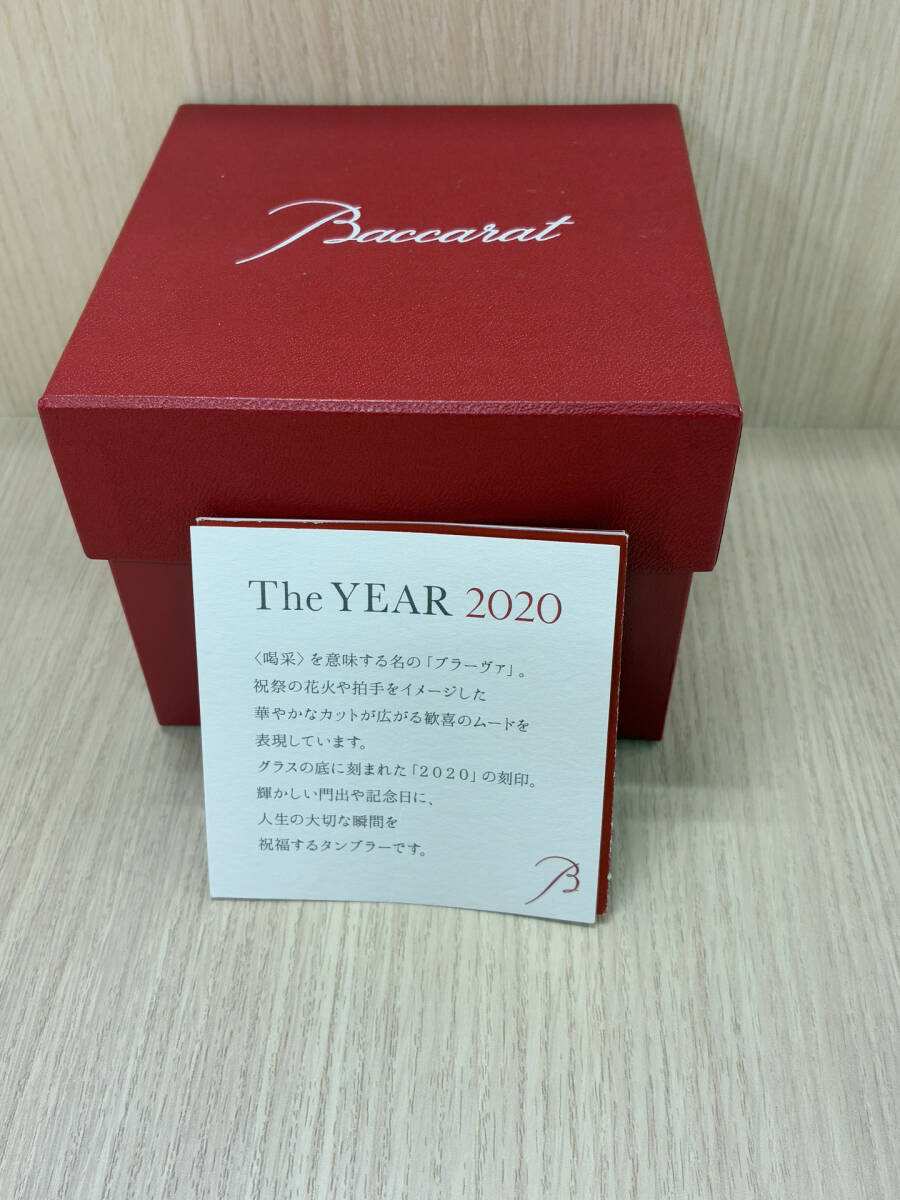 Baccarat
The YEAR 2020
〈喝采〉を意味する名の「ブラーヴァ」。
祝祭の花火や拍手をイメージした
華やかなカットが広がる歓喜のムードを
表現しています。
グラスの底に刻まれた「2020」の刻印。
輝かしい門出や記念日に、
人生の大切な瞬間を
祝福するタンブラーです。
B